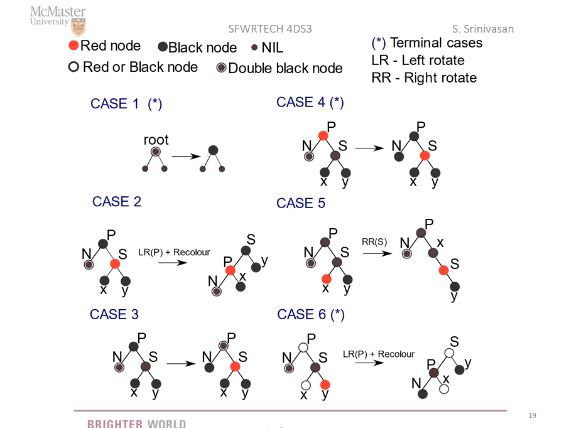 McMaster
University
SFWRTECH 4DS3
S. Srinivasan
Red node
Black node
NIL
Red or Black node
Double black node
(*) Terminal cases
LR - Left rotate
RR - Right rotate
CASE 1 (*)
root
CASE 4 (*)
P
N
S
x
y
P
N
S
x
y
CASE 2
P
N
S
x
y
LR(P) + Recolour
S
P
y
x
N
CASE 5
P
N
S
x
y
RR(S)
P
N
x
S
y
CASE 3
P
N
S
x
y
P
N
S
x
y
CASE 6 (*)
P
N
S
x
y
LR(P) + Recolour
S
P
y
x
N
19
BRIGHTER WORLD